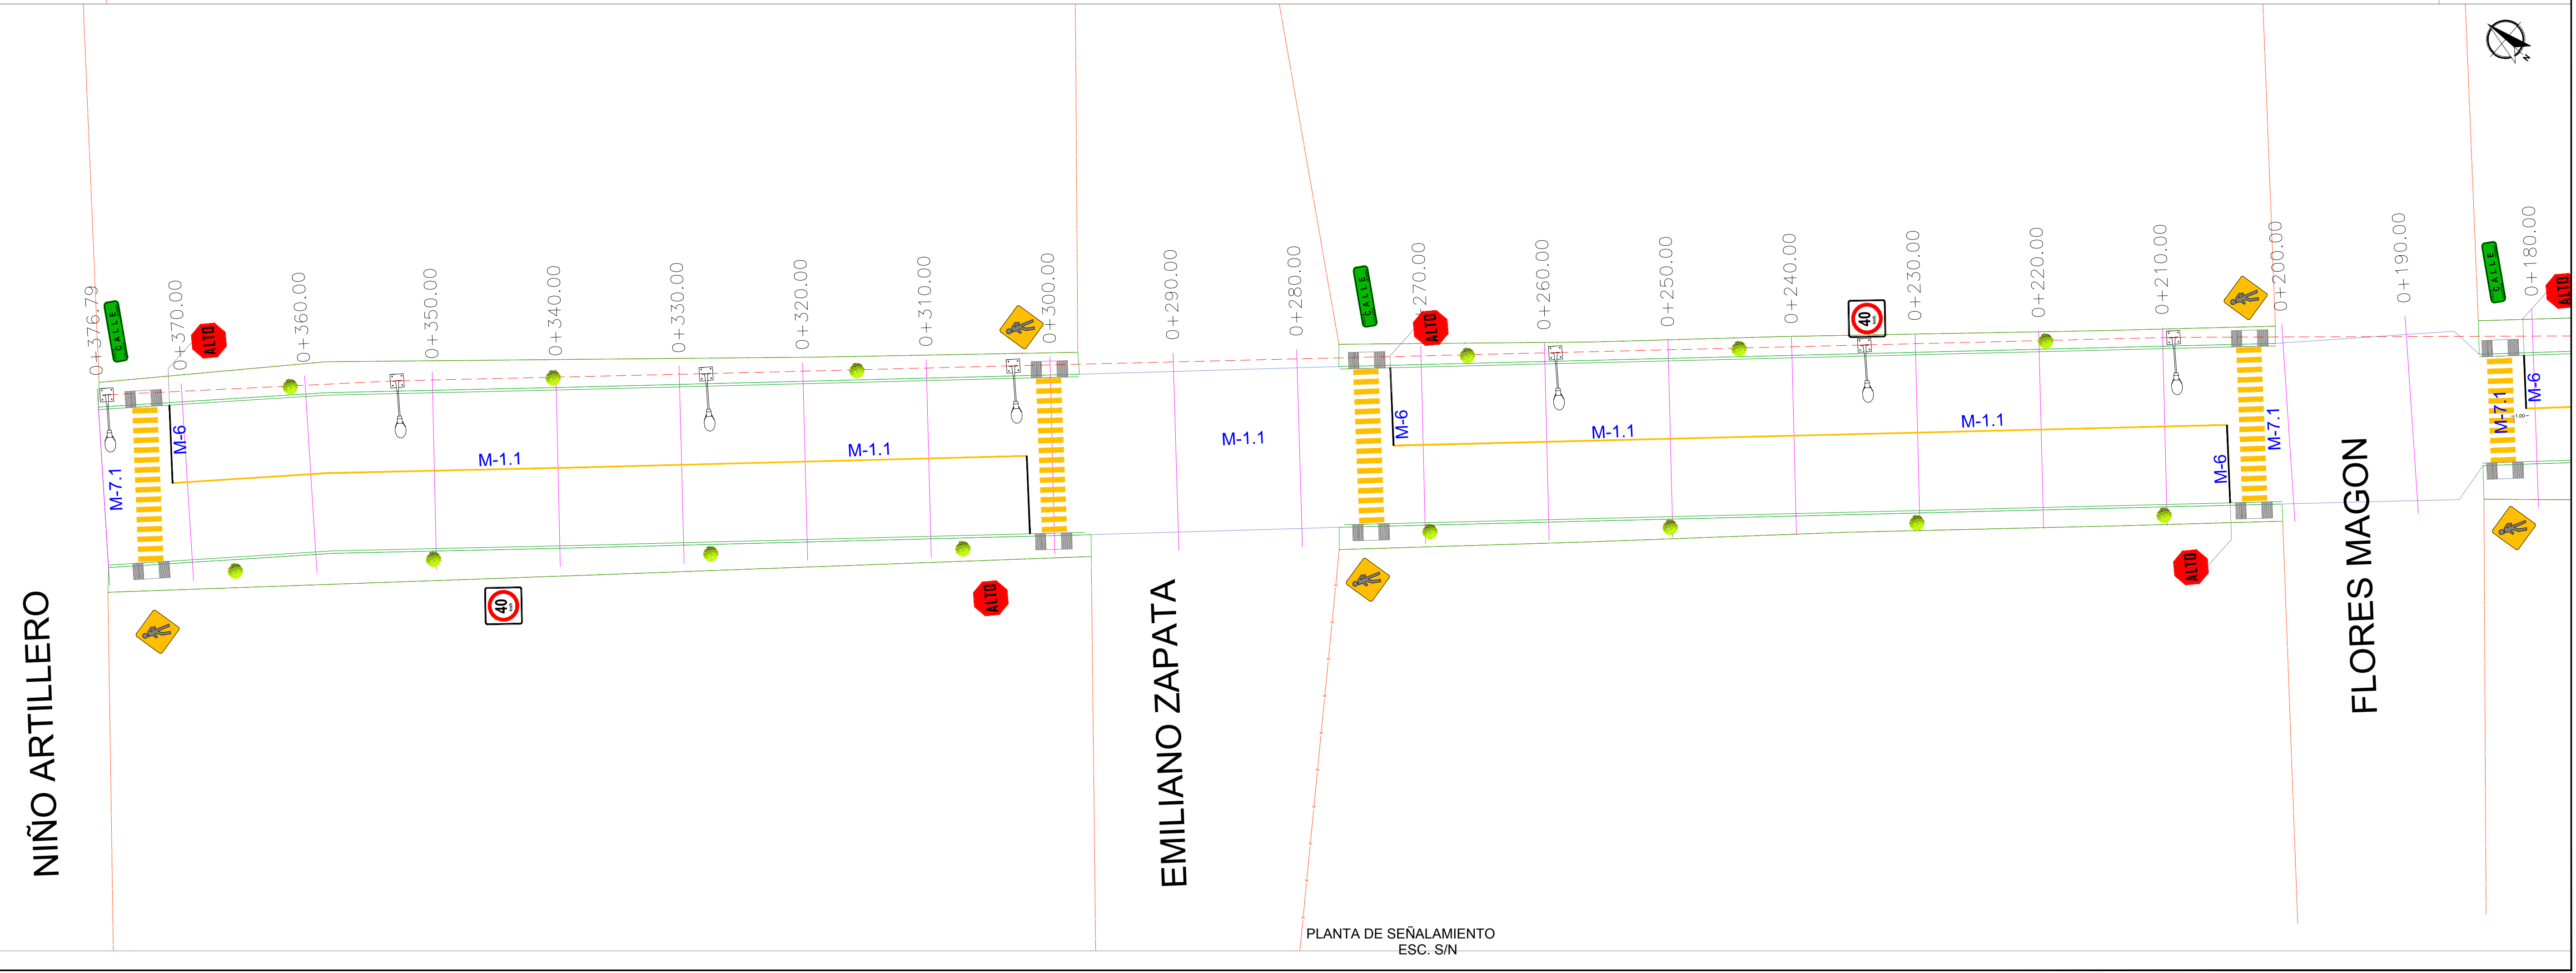 N
0+376.79
0+370.00
0+360.00
0+350.00
0+340.00
0+330.00
0+320.00
0+310.00
0+300.00
0+290.00
0+280.00
0+270.00
0+260.00
0+250.00
0+240.00
0+230.00
0+220.00
0+210.00
0+200.00
0+190.00
0+180.00
CALLE
ALTO
CALLE
ALTO
40
km/h
CALLE
ALTO
M-7.1
M-6
M-1.1
M-1.1
M-1.1
M-6
M-1.1
M-1.1
M-6
M-7.1
M-7.1
M-6
1.00
40
km/h
ALTO
ALTO
NIÑO ARTILLERO
EMILIANO ZAPATA
FLORES MAGON
PLANTA DE SEÑALAMIENTO
ESC. S/N